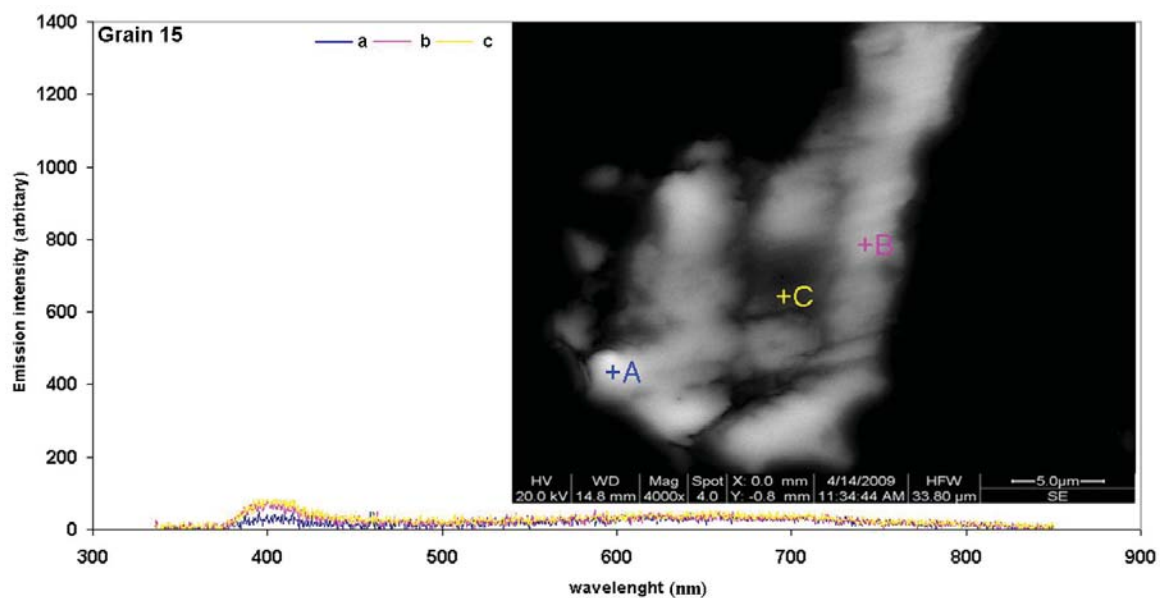 Grain 15
a b c
1400
1200
1000
800
600
400
200
0
Emission intensity (arbitary)
300 400 500 600 700 800 900
wavelenght (nm)
+A
+B
+C
HV WD Mag Spot X: 0.0 mm 4/14/2009 HFW 5.0µm
20.0 kV 14.8 mm 4000x 4.0 Y: -0.8 mm 11:34:44 AM 33.80 µm SE